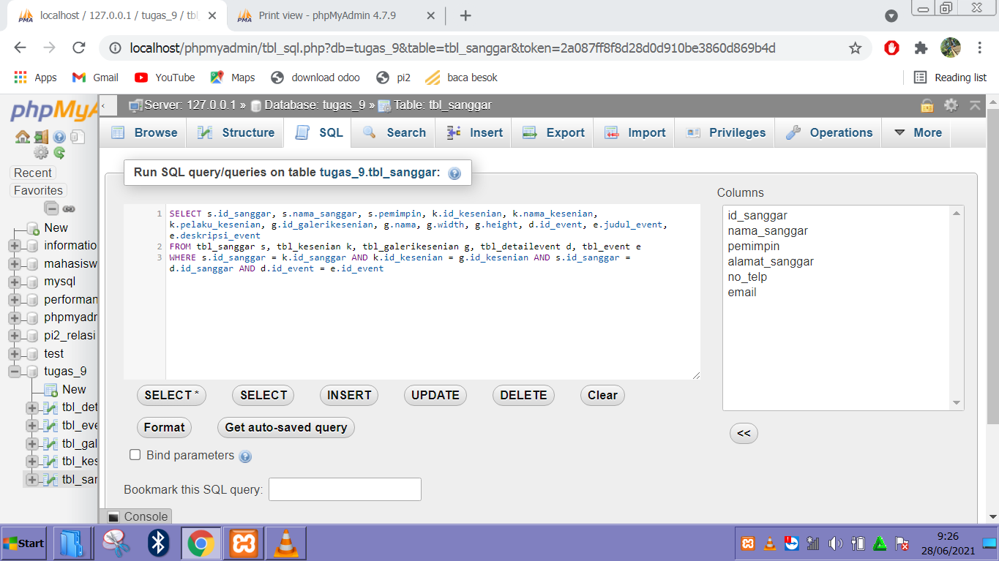 localhost / 127.0.0.1 / tugas_9 / tbl
Print view - phpMyAdmin 4.7.9
localhost/phpmyadmin/tbl_sql.php?db=tugas_9&table=tbl_sanggar&token=2a087ff8f8d28d0d910be3860d869b4d
Apps Gmail YouTube Maps download odoo pi2 baca besok Reading list
phpMyA
Server: 127.0.0.1 » Database: tugas_9 » Table: tbl_sanggar
Browse Structure SQL Search Insert Export Import Privileges Operations More
Recent
Favorites
New
informatio
mahasisw
mysql
performan
phpmyadr
pi2_relasi
test
tugas_9
New
tbl_det
tbl_eve
tbl_gal
tbl_kes
tbl_sar
Run SQL query/queries on table tugas_9.tbl_sanggar:
1 SELECT s.id_sanggar, s.nama_sanggar, s.pemimpin, k.id_kesenian, k.nama_kesenian,
k.pelaku_kesenian, g.id_galerikesenian, g.nama, g.width, g.height, d.id_event, e.judul_event,
e.deskripsi_event
2 FROM tbl_sanggar s, tbl_kesenian k, tbl_galerikesenian g, tbl_detailevent d, tbl_event e
3 WHERE s.id_sanggar = k.id_sanggar AND k.id_kesenian = g.id_kesenian AND s.id_sanggar =
d.id_sanggar AND d.id_event = e.id_event
Columns
id_sanggar
nama_sanggar
pemimpin
alamat_sanggar
no_telp
email
<<
SELECT * SELECT INSERT UPDATE DELETE Clear
Format Get auto-saved query
Bind parameters
Bookmark this SQL query:
Console
Start
9:26
28/06/2021